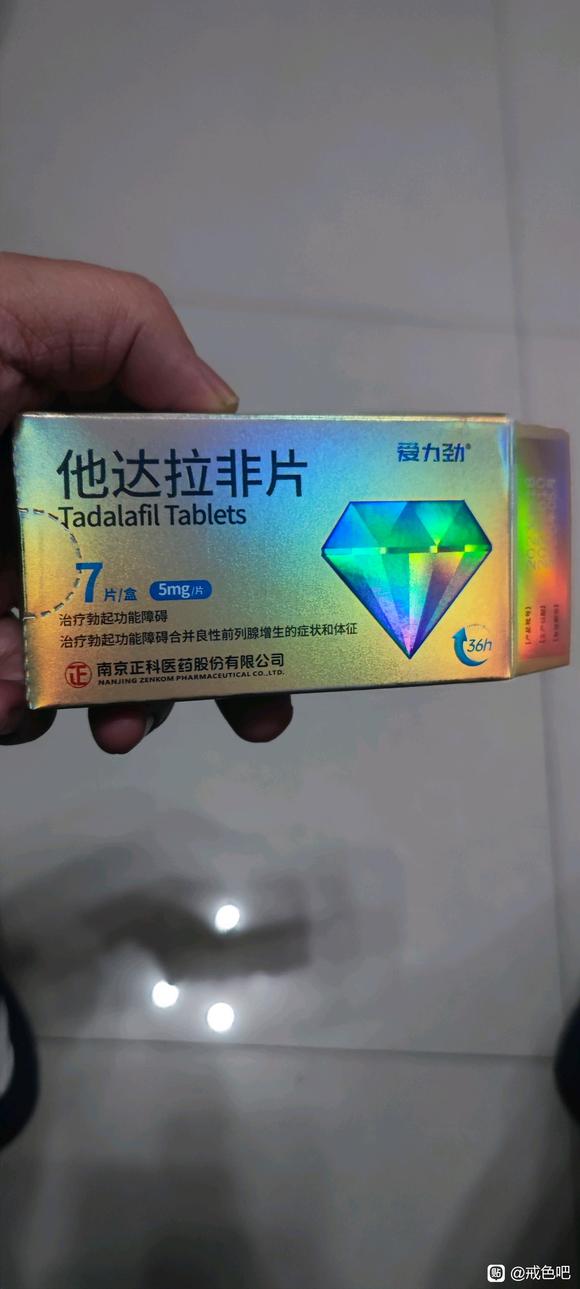 爱力劲®
他达拉非片
Tadalafil Tablets
7片/盒 5mg/片
治疗勃起功能障碍
治疗勃起功能障碍合并良性前列腺增生的症状和体征
36h
正 南京正科医药股份有限公司
NANJING ZENKOM PHARMACEUTICAL CO.,LTD.
贴 @戒色吧